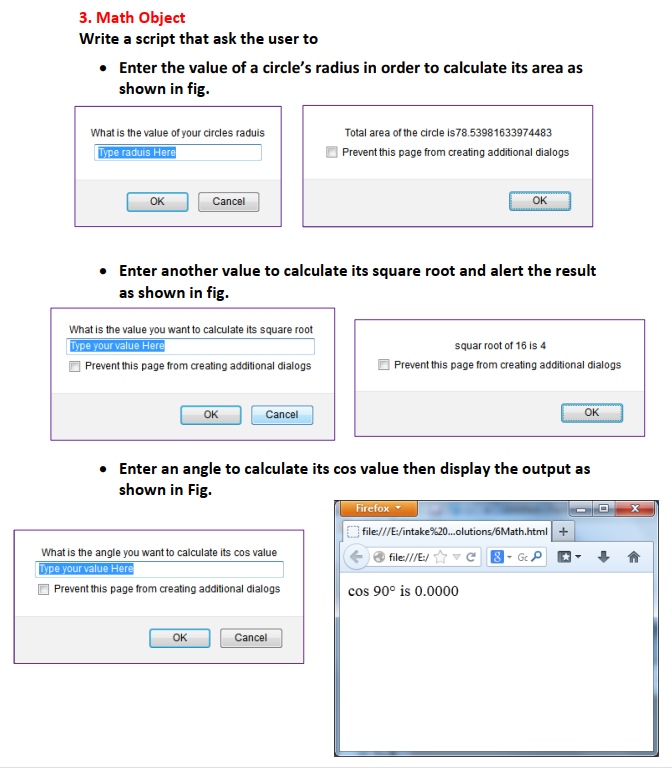 3. Math Object
Write a script that ask the user to
• Enter the value of a circle's radius in order to calculate its area as
shown in fig.
What is the value of your circles raduis
Type raduis Here
OK Cancel
Total area of the circle is78.53981633974483
Prevent this page from creating additional dialogs
OK
• Enter another value to calculate its square root and alert the result
as shown in fig.
What is the value you want to calculate its square root
Type your value Here
Prevent this page from creating additional dialogs
OK Cancel
squar root of 16 is 4
Prevent this page from creating additional dialogs
OK
• Enter an angle to calculate its cos value then display the output as
shown in Fig.
What is the angle you want to calculate its cos value
Type your value Here
Prevent this page from creating additional dialogs
OK Cancel
Firefox
file:///E:/intake%20...olutions/6Math.html +
file:///E:/ 8 Gc
cos 90° is 0.0000